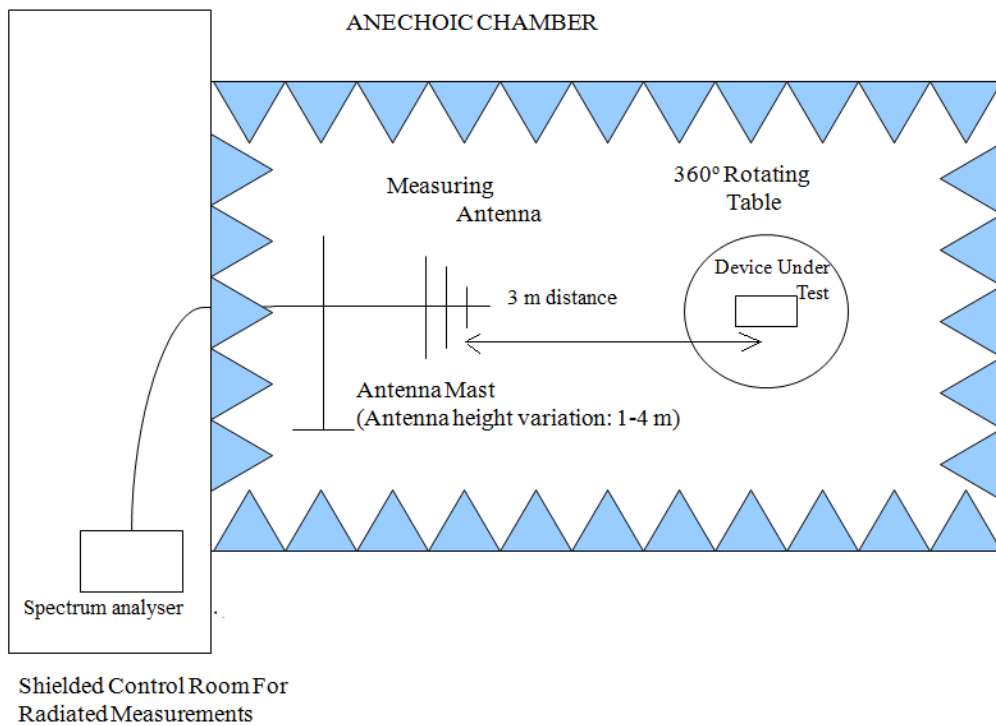 ANECHOIC CHAMBER
360º Rotating
Table
Measuring
Antenna
Device Under
Test
3 m distance
Antenna Mast
(Antenna height variation: 1-4 m)
Spectrum analyser
Shielded Control Room For
Radiated Measurements